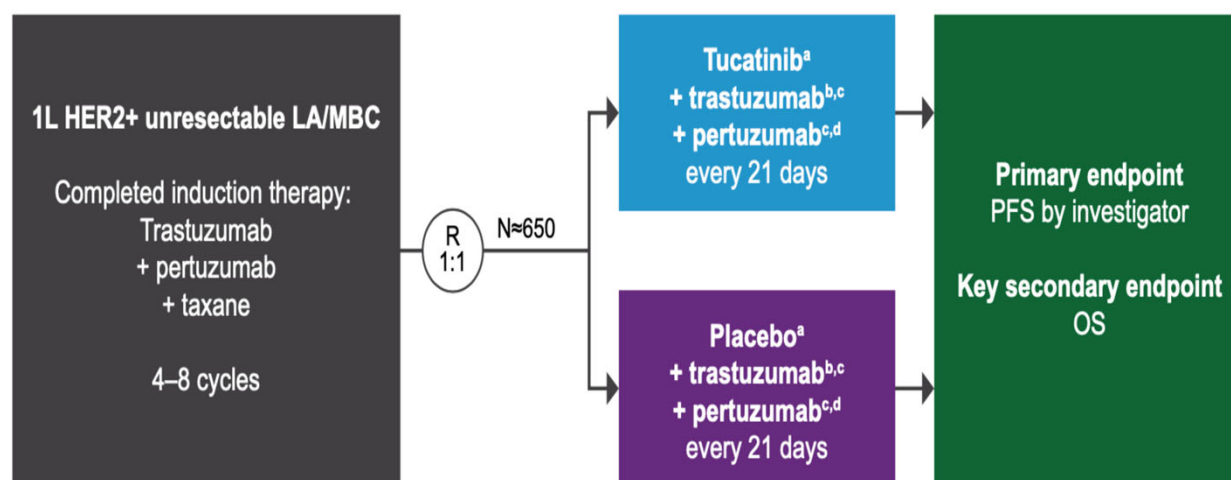 1L HER2+ unresectable LA/MBC
Completed induction therapy:
Trastuzumab
+ pertuzumab
+ taxane
4–8 cycles
R
1:1
N≈650
Tucatinibᵃ
+ trastuzumabᵇ,ᶜ
+ pertuzumabᶜ,ᵈ
every 21 days
Placeboᵃ
+ trastuzumabᵇ,ᶜ
+ pertuzumabᶜ,ᵈ
every 21 days
Primary endpoint
PFS by investigator
Key secondary endpoint
OS